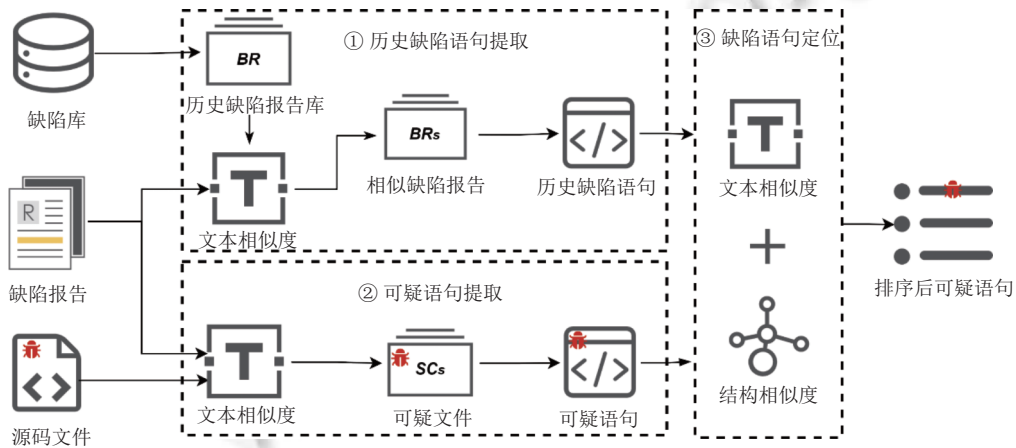 ① 历史缺陷语句提取
BR
历史缺陷报告库
缺陷库
BRs
</>
相似缺陷报告
历史缺陷语句
T
文本相似度
R
缺陷报告
② 可疑语句提取
T
SCs
</>
文本相似度
可疑文件
可疑语句
<>
源码文件
③ 缺陷语句定位
T
文本相似度
+
结构相似度
排序后可疑语句